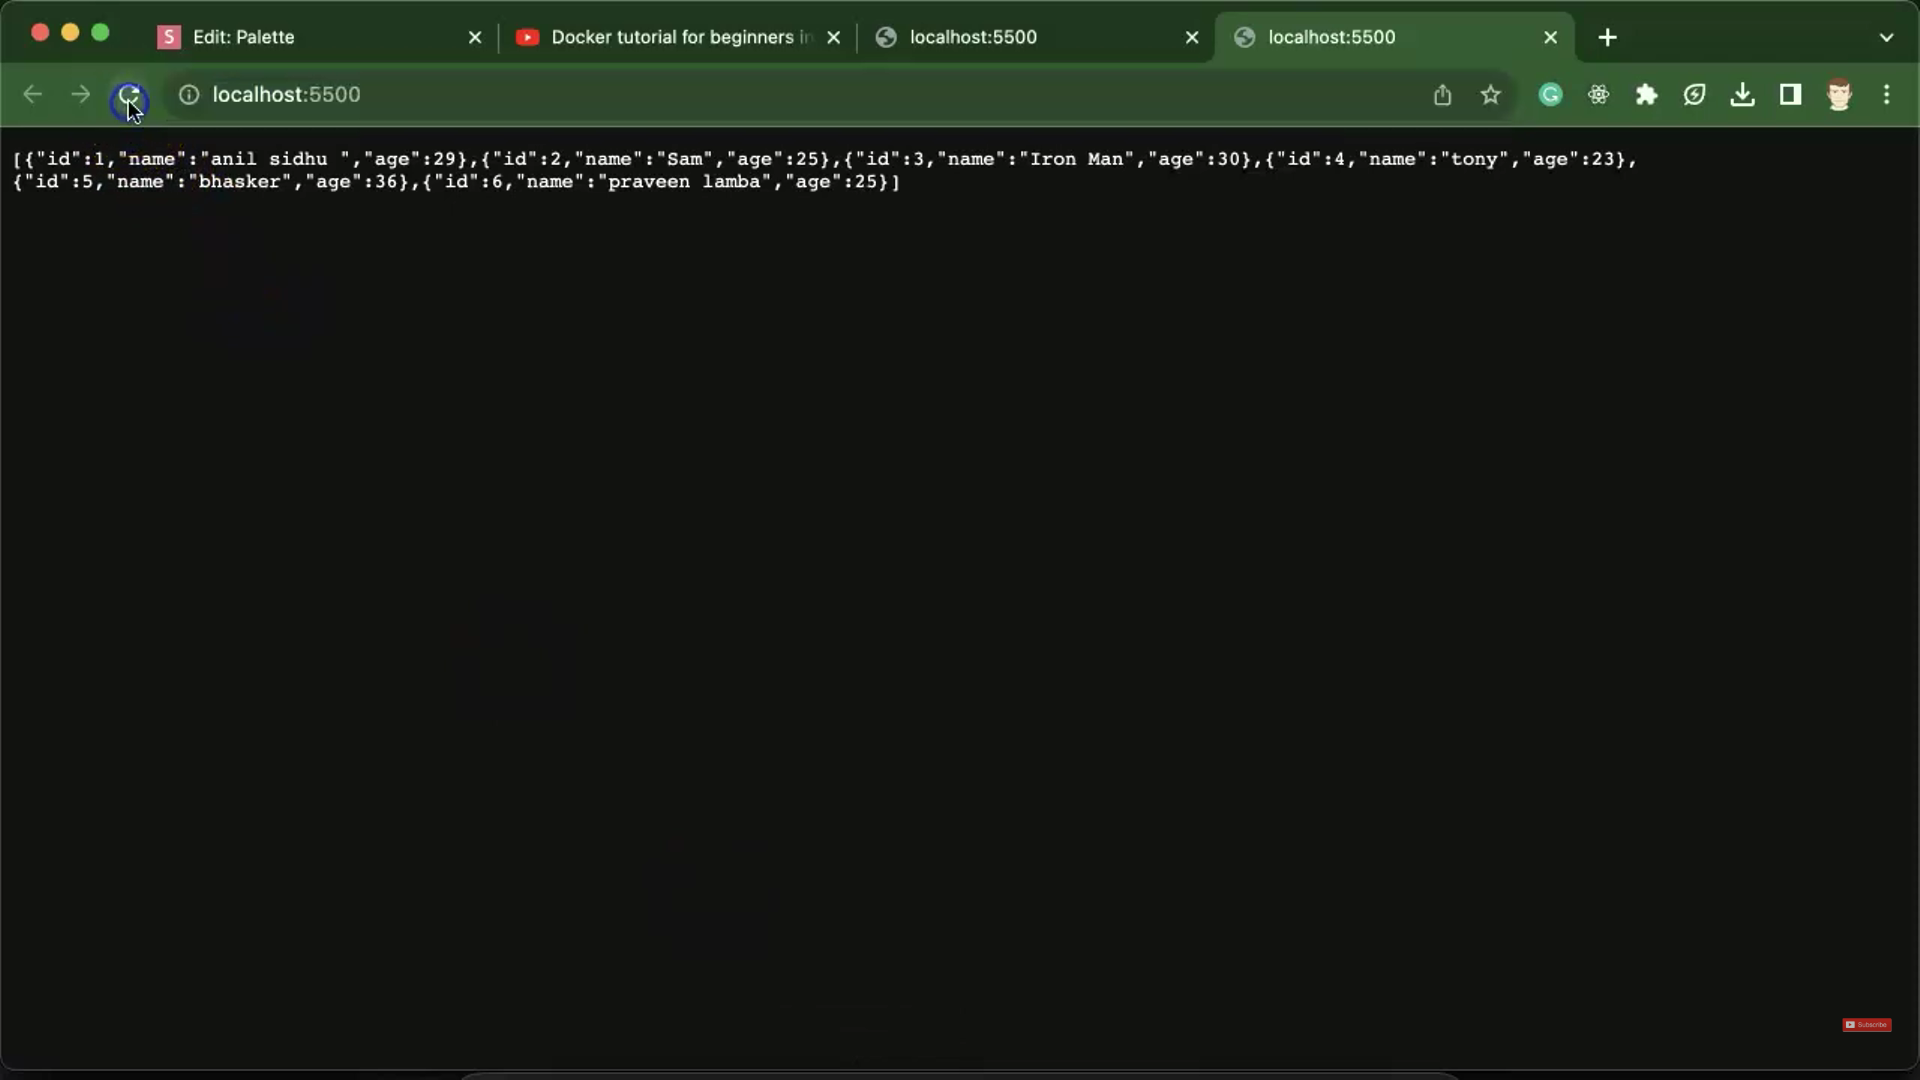 S Edit: Palette
Docker tutorial for beginners in
localhost:5500
localhost:5500
localhost:5500
[{"id":1,"name":"anil sidhu ","age":29},{"id":2,"name":"Sam","age":25},{"id":3,"name":"Iron Man","age":30},{"id":4,"name":"tony","age":23},
{"id":5,"name":"bhasker","age":36},{"id":6,"name":"praveen lamba","age":25}]
Subscribe